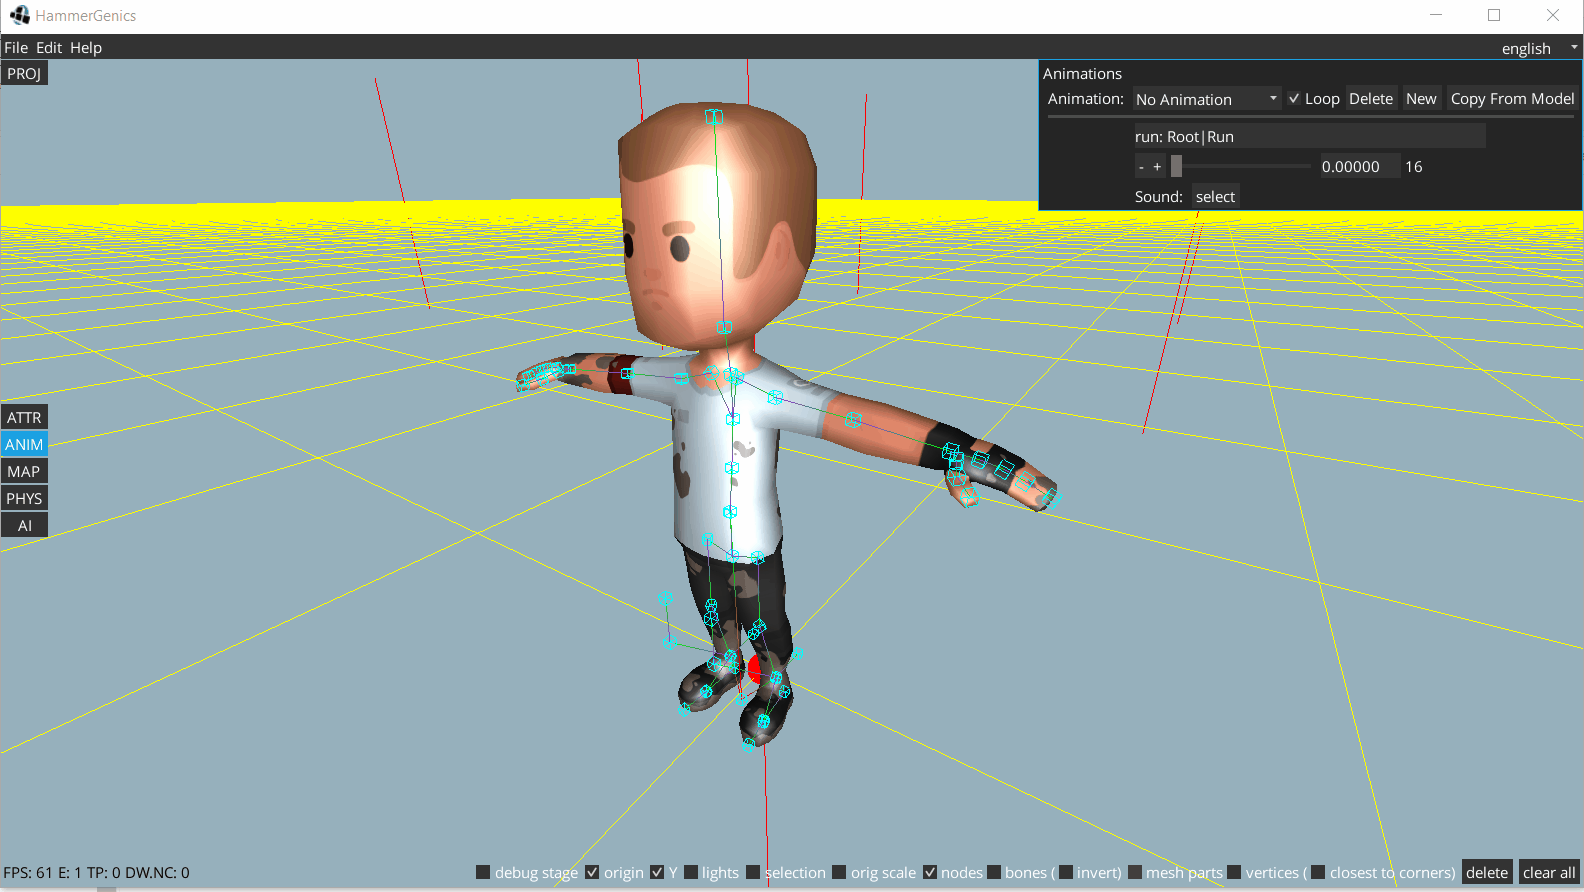 HammerGenics
File Edit Help
english
PROJ
Animations
Animation: No Animation Loop Delete New Copy From Model
run: Root|Run
- + 0.00000 16
Sound: select
ATTR
ANIM
MAP
PHYS
AI
FPS: 61 E: 1 TP: 0 DW.NC: 0
debug stage origin Y lights selection orig scale nodes bones ( invert) mesh parts vertices ( closest to corners) delete clear all